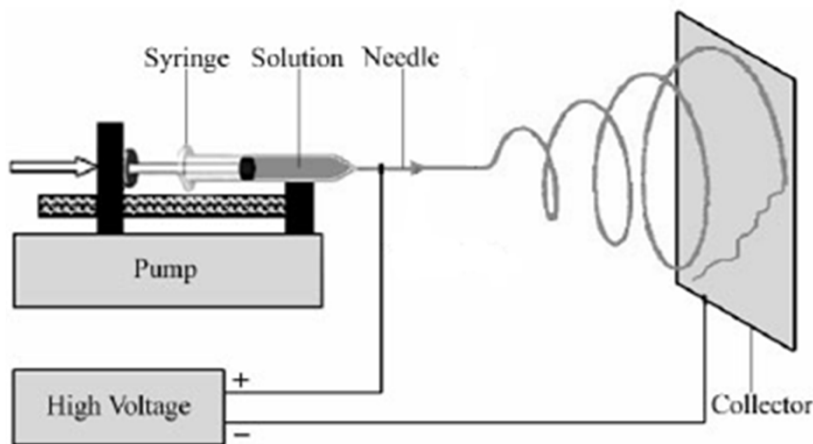 Syringe Solution Needle
Pump
+
High Voltage
−
Collector